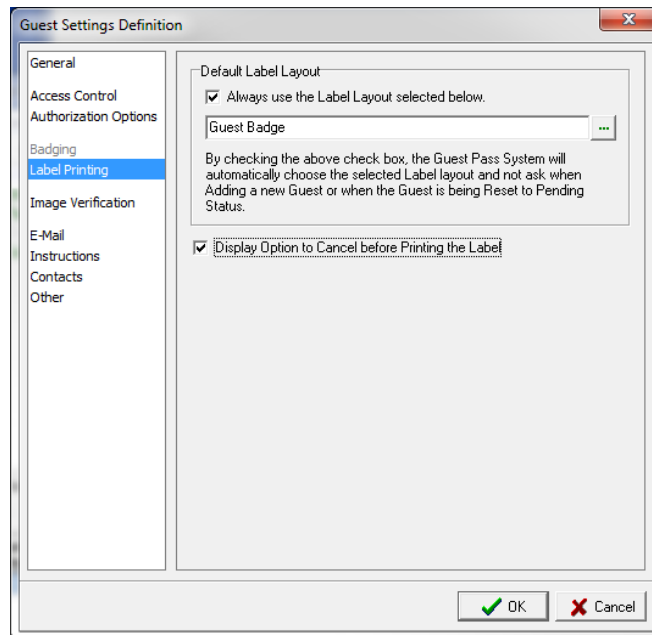 Guest Settings Definition
General
Access Control
Authorization Options
Badging
Label Printing
Image Verification
E-Mail
Instructions
Contacts
Other
Default Label Layout
Always use the Label Layout selected below.
Guest Badge
...
By checking the above check box, the Guest Pass System will
automatically choose the selected Label layout and not ask when
Adding a new Guest or when the Guest is being Reset to Pending
Status.
Display Option to Cancel before Printing the Label
OK
Cancel